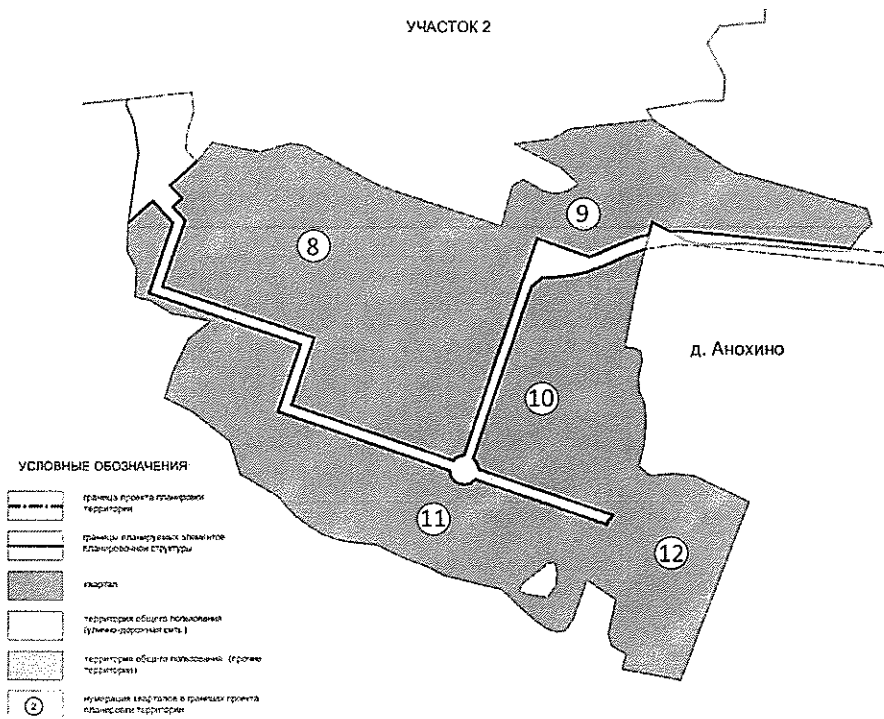 УЧАСТОК 2
9
8
д. Анохино
10
УСЛОВНЫЕ ОБОЗНАЧЕНИЯ:
граница проекта планировки
территории
11
границы планируемых элементов
планировочной структуры
12
квартал
территория общего пользования
(улично-дорожная сеть)
территория общего пользования (прочие
территории)
2
нумерация кварталов в границах проекта
планировки территории